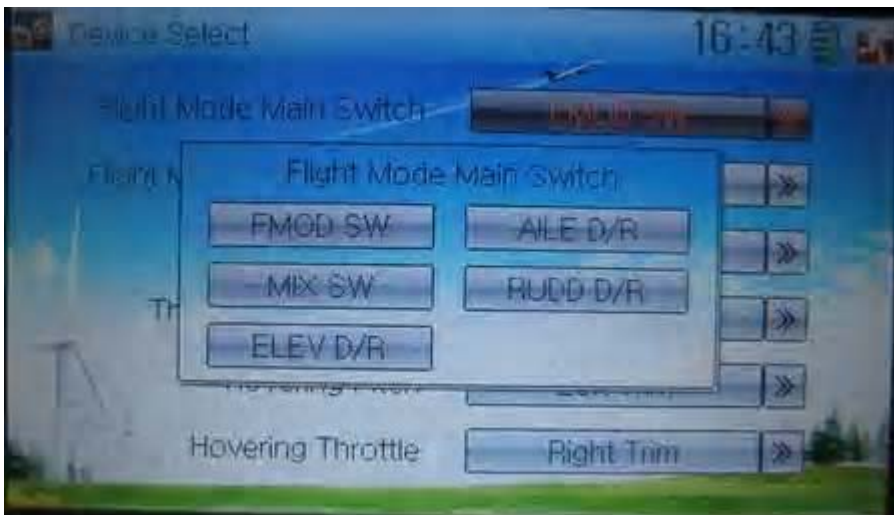 Device Select 16:43
Flight Mode Main Switch FMOD SW
Flight Mode Main Switch
FMOD SW AILE D/R
MIX SW RUDD D/R
ELEV D/R
Hovering Throttle Right Trim